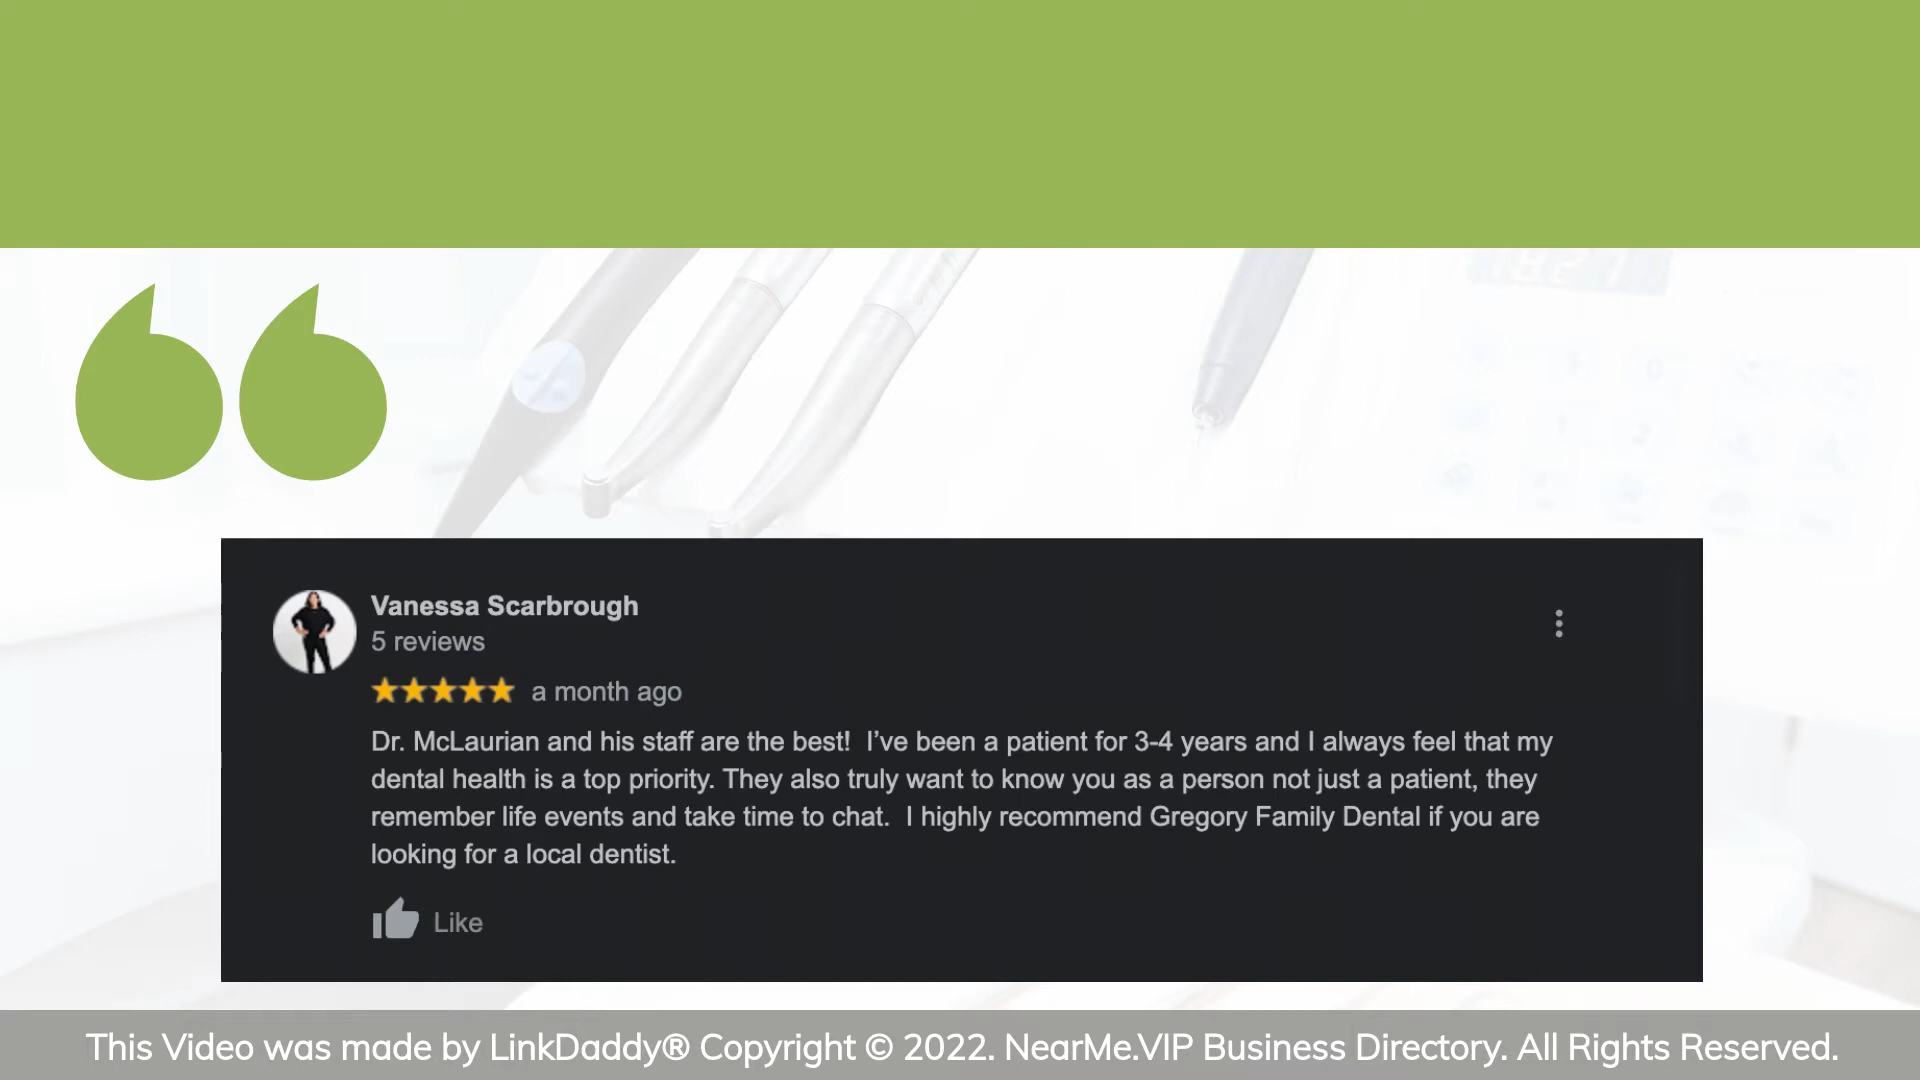 Vanessa Scarbrough
5 reviews
a month ago
Dr. McLaurian and his staff are the best!  I’ve been a patient for 3-4 years and I always feel that my
dental health is a top priority. They also truly want to know you as a person not just a patient, they
remember life events and take time to chat.  I highly recommend Gregory Family Dental if you are
looking for a local dentist.
Like
This Video was made by LinkDaddy® Copyright © 2022. NearMe.VIP Business Directory. All Rights Reserved.